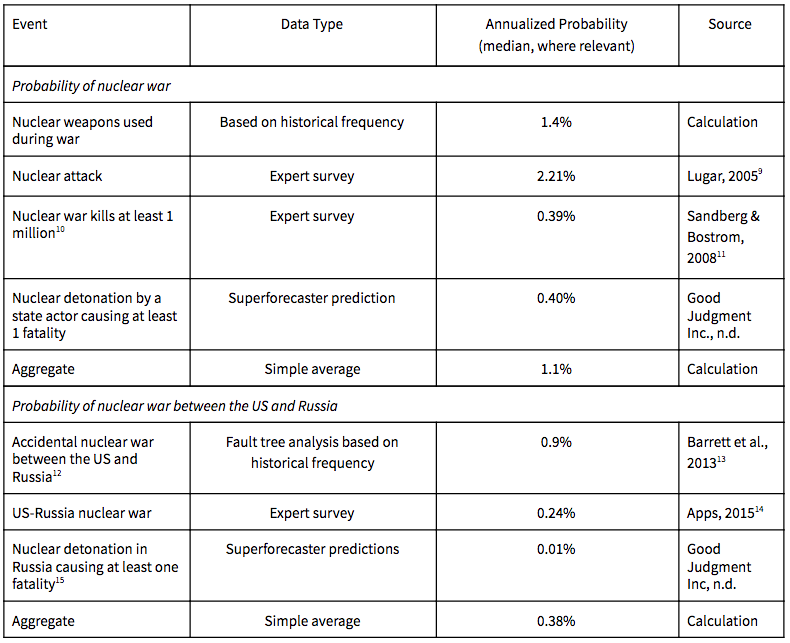 Event Data Type Annualized Probability Source
(median, where relevant)
Probability of nuclear war
Nuclear weapons used Based on historical frequency 1.4% Calculation
during war
Nuclear attack Expert survey 2.21% Lugar, 2005⁹
Nuclear war kills at least 1 Expert survey 0.39% Sandberg &
million¹⁰ Bostrom,
2008¹¹
Nuclear detonation by a Superforecaster prediction 0.40% Good
state actor causing at least Judgment
1 fatality Inc., n.d.
Aggregate Simple average 1.1% Calculation
Probability of nuclear war between the US and Russia
Accidental nuclear war Fault tree analysis based on 0.9% Barrett et al.,
between the US and historical frequency 2013¹³
Russia¹²
US-Russia nuclear war Expert survey 0.24% Apps, 2015¹⁴
Nuclear detonation in Superforecaster predictions 0.01% Good
Russia causing at least one Judgment
fatality¹⁵ Inc, n.d.
Aggregate Simple average 0.38% Calculation